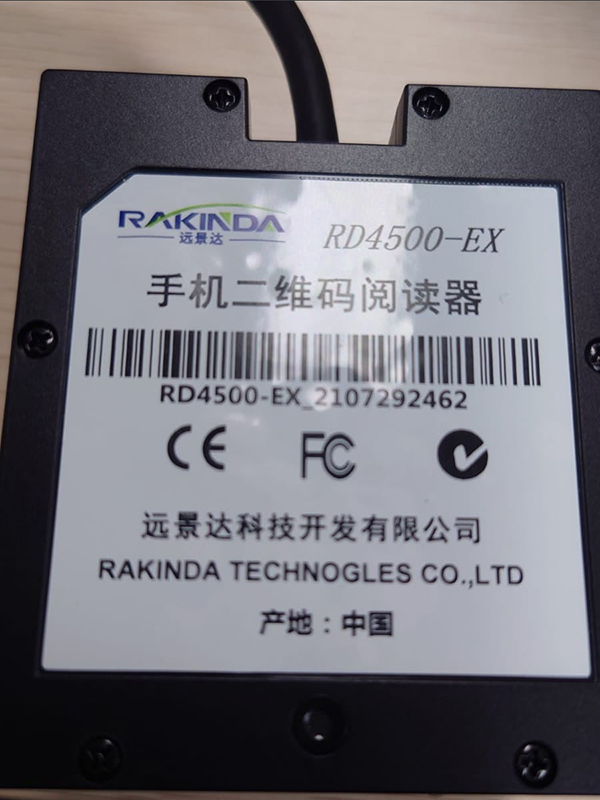 RAKINDA
远景达
RD4500-EX
手机二维码阅读器
RD4500-EX_2107292462
CE FC
远景达科技开发有限公司
RAKINDA TECHNOGLES CO.,LTD
产地：中国